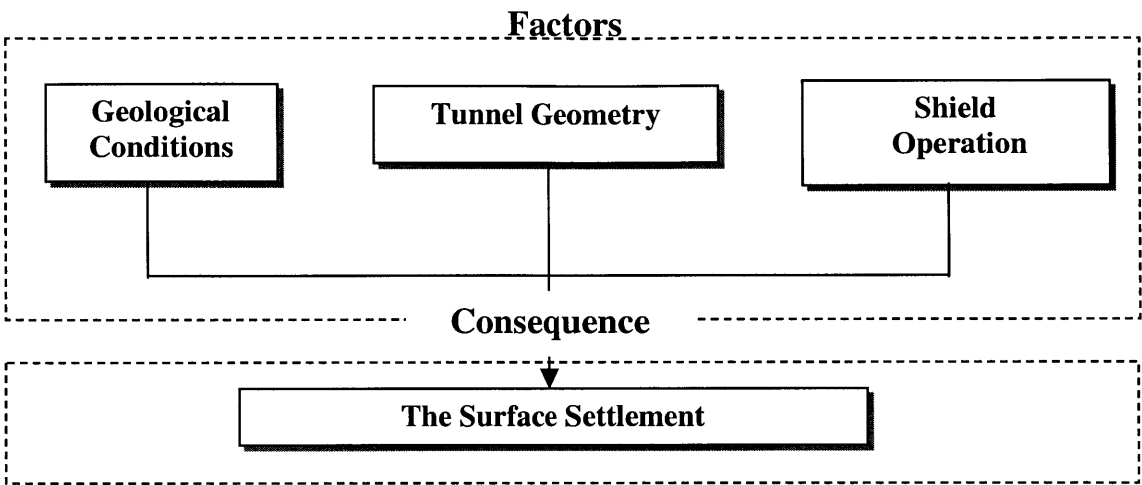 Factors
Geological
Conditions
Tunnel Geometry
Shield
Operation
Consequence
The Surface Settlement